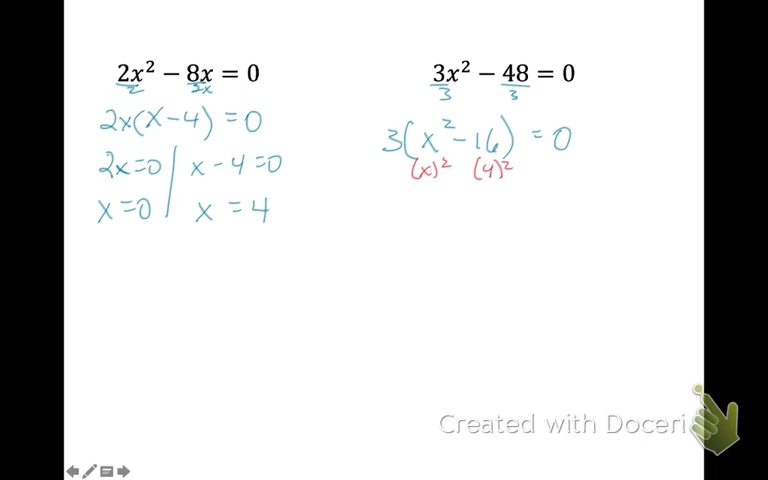 2x² − 8x = 0
2 2x
2x(x − 4) = 0
2x = 0 | x − 4 = 0
x = 0 | x = 4
3x² − 48 = 0
3 3
3(x² − 16) = 0
(x)² (4)²
Created with Doceri